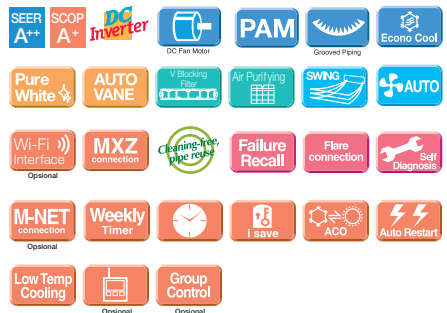 SEER
A++
SCOP
A+
DC
Inverter
DC Fan Motor
PAM
Grooved Piping
Econo Cool
Pure
White
AUTO
VANE
V Blocking
Filter
Air Purifying
SWING
AUTO
Wi-Fi
Interface
Opsional
MXZ
connection
Cleaning-free,
pipe reuse
Failure
Recall
Flare
connection
Self
Diagnosis
M-NET
connection
Opsional
Weekly
Timer
i save
ACO
Auto Restart
Low Temp
Cooling
Opsional
Group
Control
Opsional